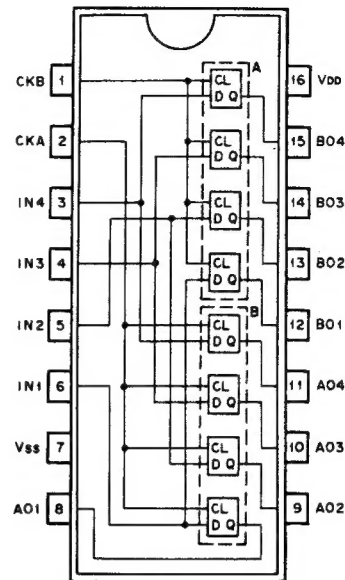 A
CKB 1 CL 16 VDD
D Q
CKA 2 CL 15 BO4
D Q
IN4 3 CL 14 BO3
D Q
IN3 4 CL 13 BO2
D Q
B
IN2 5 CL 12 BO1
D Q
IN1 6 CL 11 AO4
D Q
Vss 7 CL 10 AO3
D Q
AO1 8 CL 9 AO2
D Q